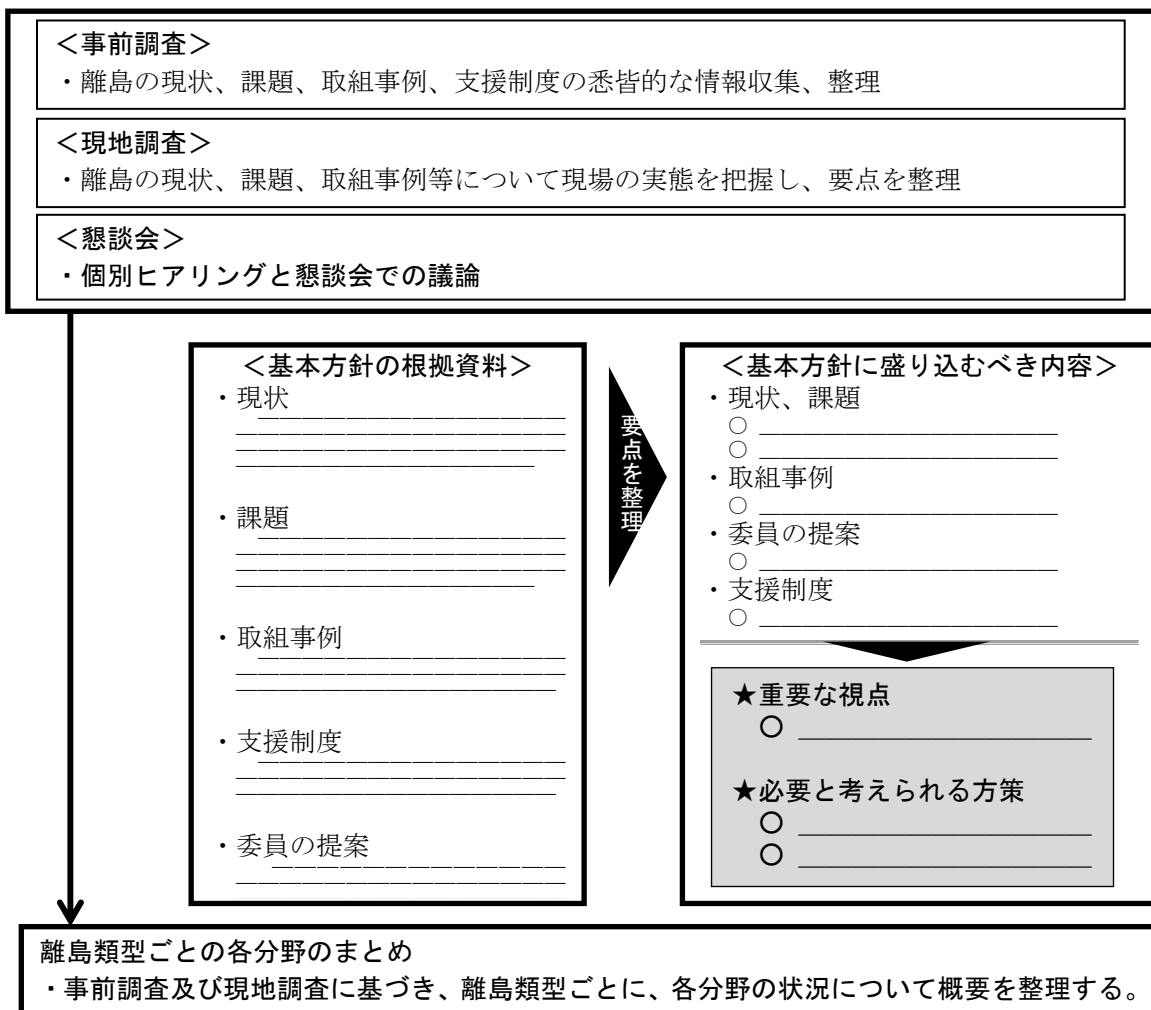 ＜事前調査＞
・離島の現状、課題、取組事例、支援制度の悉皆的な情報収集、整理
＜現地調査＞
・離島の現状、課題、取組事例等について現場の実態を把握し、要点を整理
＜懇談会＞
・個別ヒアリングと懇談会での議論
＜基本方針の根拠資料＞
・現状
・課題
・取組事例
・支援制度
・委員の提案
要点を整理
＜基本方針に盛り込むべき内容＞
・現状、課題
○
○
・取組事例
○
・委員の提案
○
・支援制度
○
★重要な視点
○
★必要と考えられる方策
○
○
離島類型ごとの各分野のまとめ
・事前調査及び現地調査に基づき、離島類型ごとに、各分野の状況について概要を整理する。